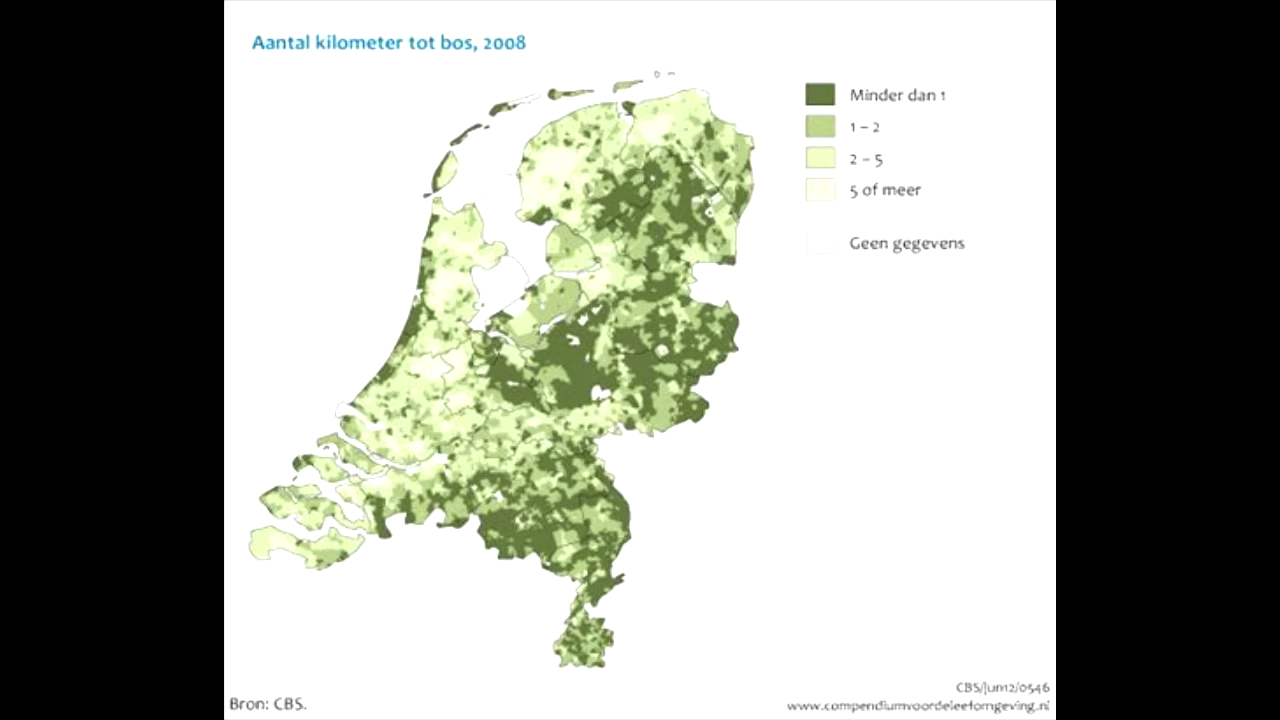 Aantal kilometer tot bos, 2008
Minder dan 1
1 – 2
2 – 5
5 of meer
Geen gegevens
CBS/jun12/0546
Bron: CBS.
www.compendiumvoordeleefomgeving.nl